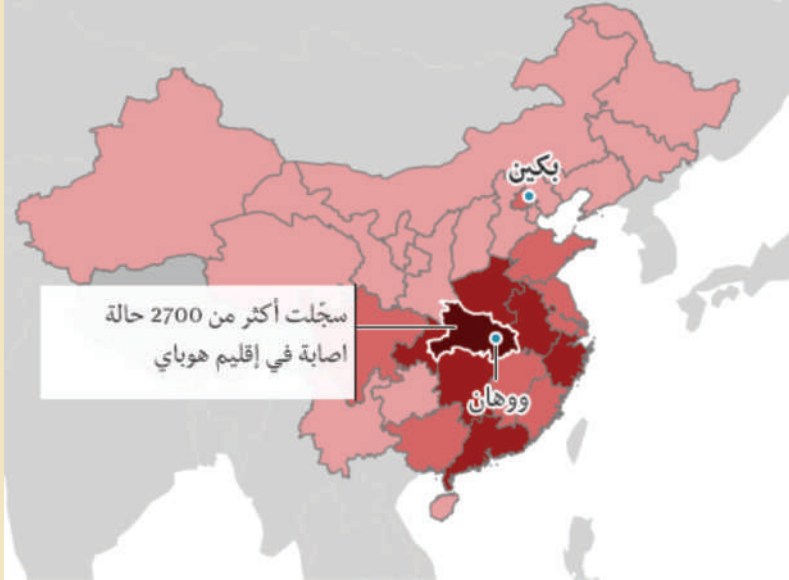 بكين
سجّلت أكثر من 2700 حالة
اصابة في إقليم هوباي
ووهان